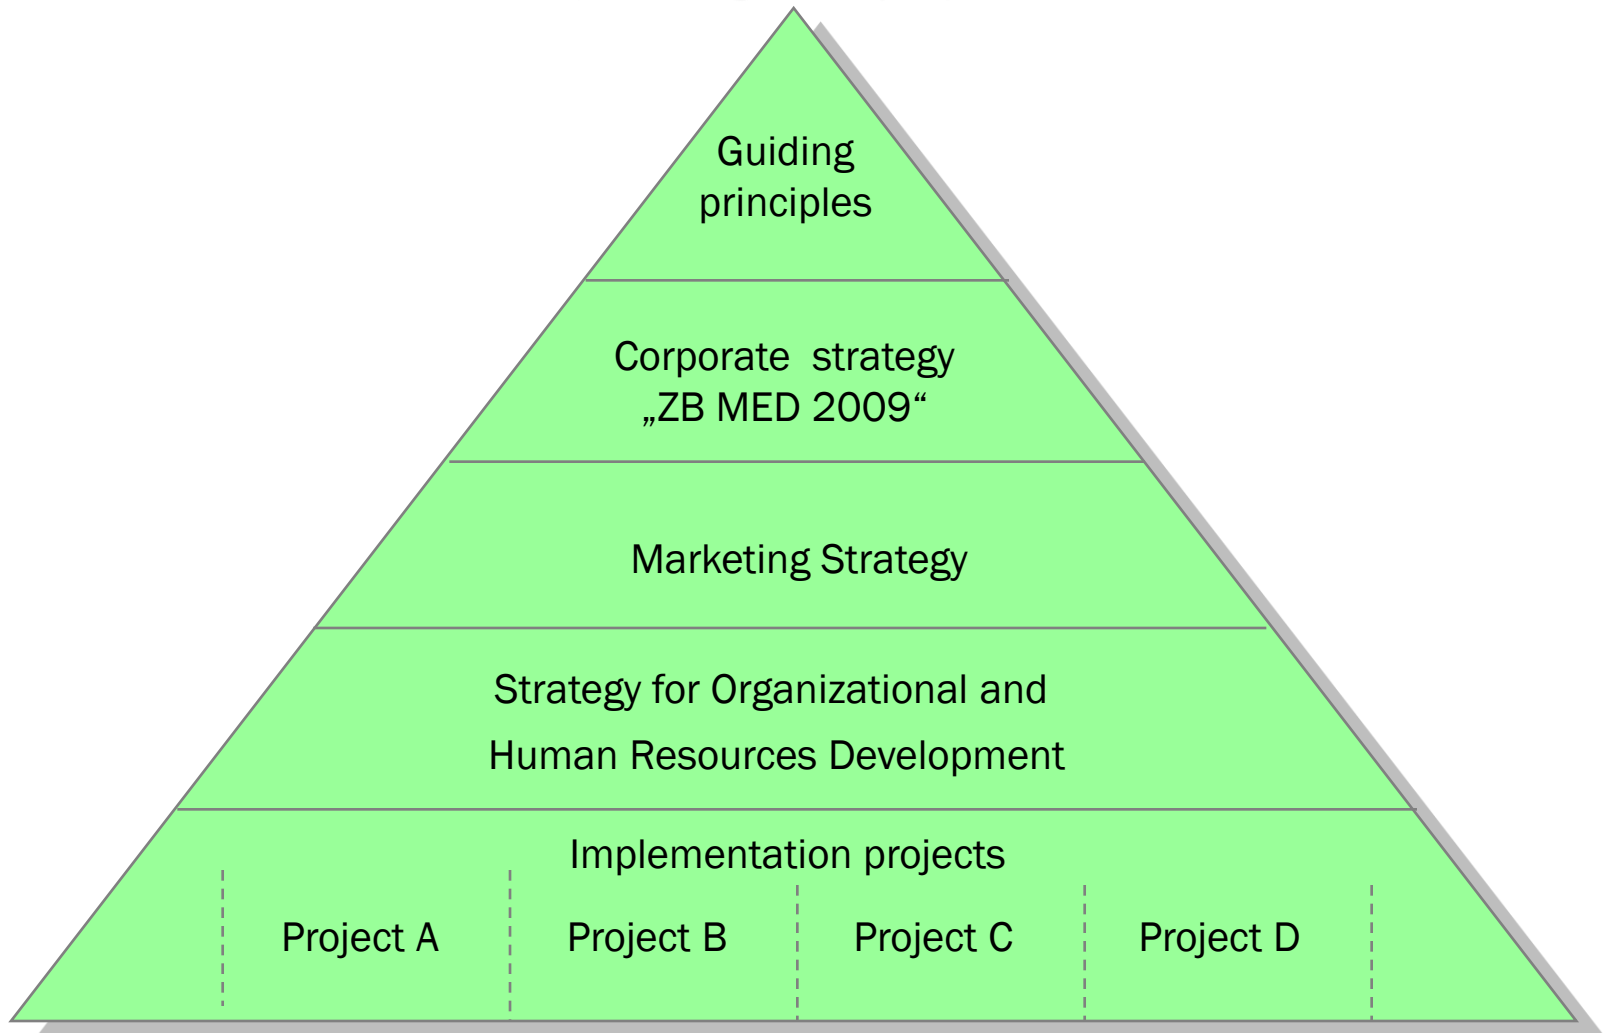 Guiding
principles
Corporate strategy
„ZB MED 2009“
Marketing Strategy
Strategy for Organizational and
Human Resources Development
Implementation projects
Project A Project B Project C Project D